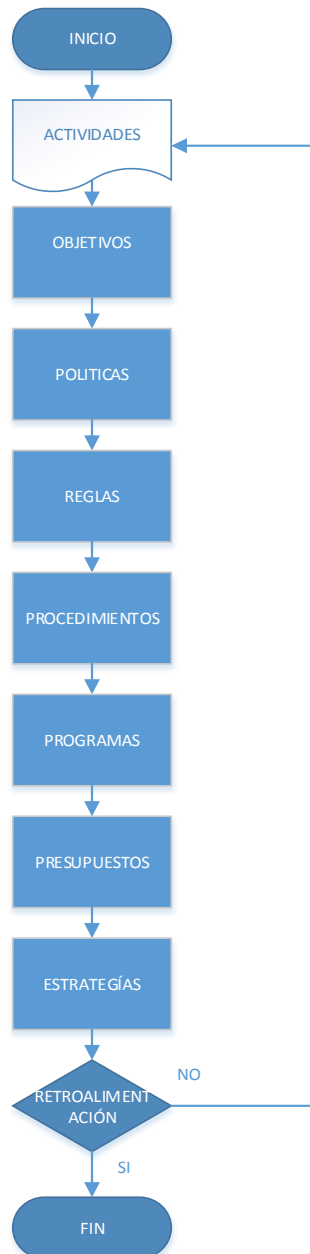 INICIO
ACTIVIDADES
OBJETIVOS
POLITICAS
REGLAS
PROCEDIMIENTOS
PROGRAMAS
PRESUPUESTOS
ESTRATEGÍAS
RETROALIMENT
ACIÓN
NO
SI
FIN